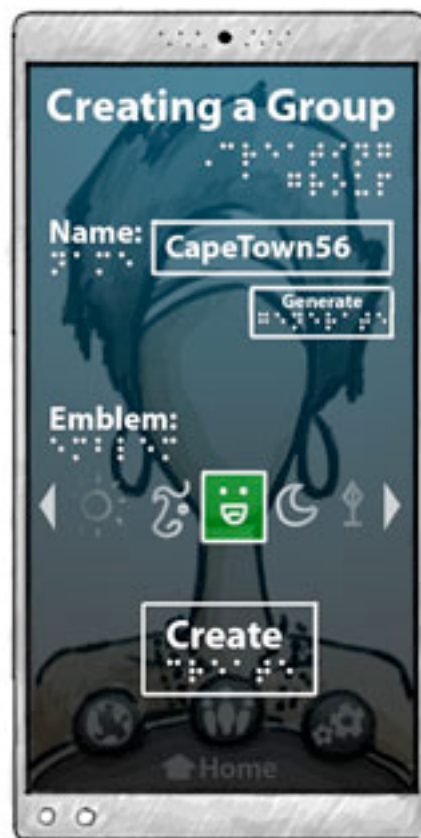 Creating a Group
Name:
CapeTown56
Generate
Emblem:
Create
Home